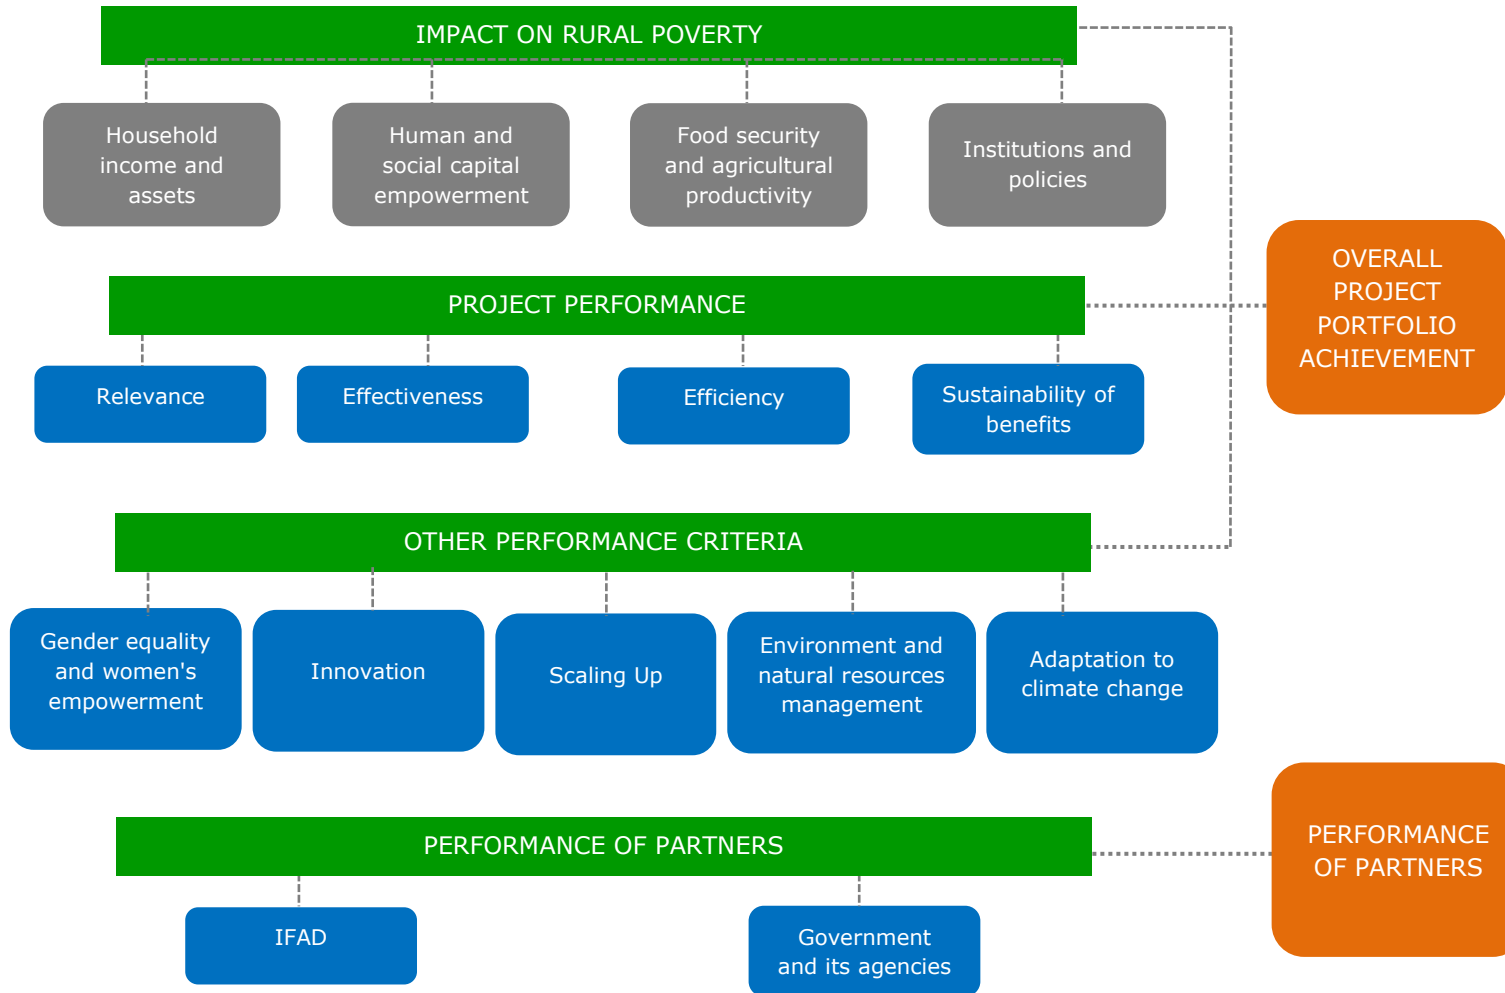 IMPACT ON RURAL POVERTY
Household
income and
assets
Human and
social capital
empowerment
Food security
and agricultural
productivity
Institutions and
policies
OVERALL
PROJECT
PORTFOLIO
ACHIEVEMENT
PROJECT PERFORMANCE
Relevance
Effectiveness
Efficiency
Sustainability of
benefits
OTHER PERFORMANCE CRITERIA
Gender equality
and women's
empowerment
Innovation
Scaling Up
Environment and
natural resources
management
Adaptation to
climate change
PERFORMANCE OF PARTNERS
PERFORMANCE
OF PARTNERS
IFAD
Government
and its agencies